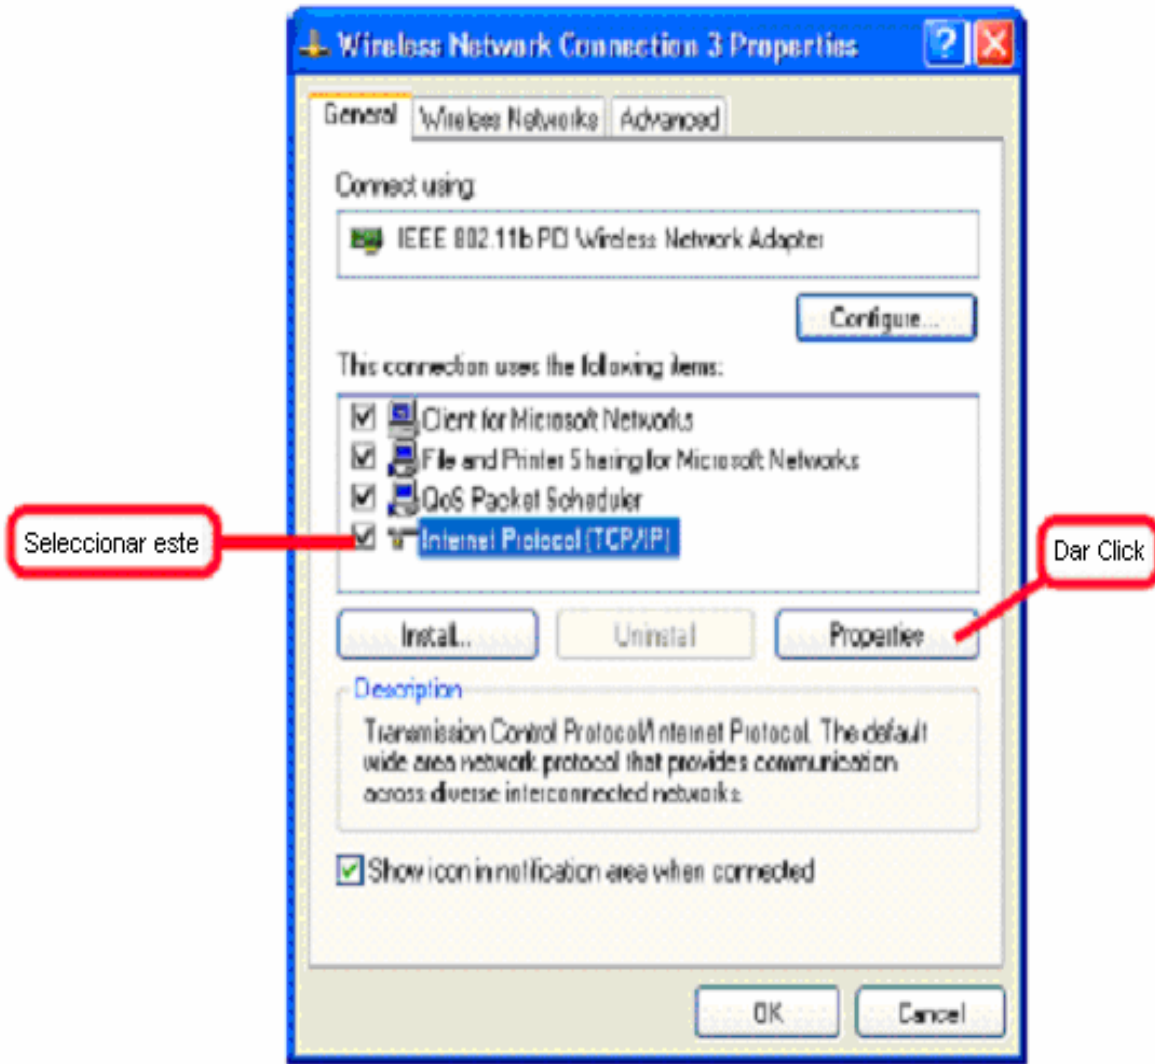 Wireless Network Connection 3 Properties
General
Wireless Networks
Advanced
Connect using:
IEEE 802.11b PCI Wireless Network Adapter
Configure...
This connection uses the following items:
Client for Microsoft Networks
File and Printer Sharing for Microsoft Networks
QoS Packet Scheduler
Internet Protocol (TCP/IP)
Seleccionar este
Dar Click
Install...
Uninstall
Properties
Description
Transmission Control Protocol/Internet Protocol. The default
wide area network protocol that provides communication
across diverse interconnected networks.
Show icon in notification area when connected
OK
Cancel